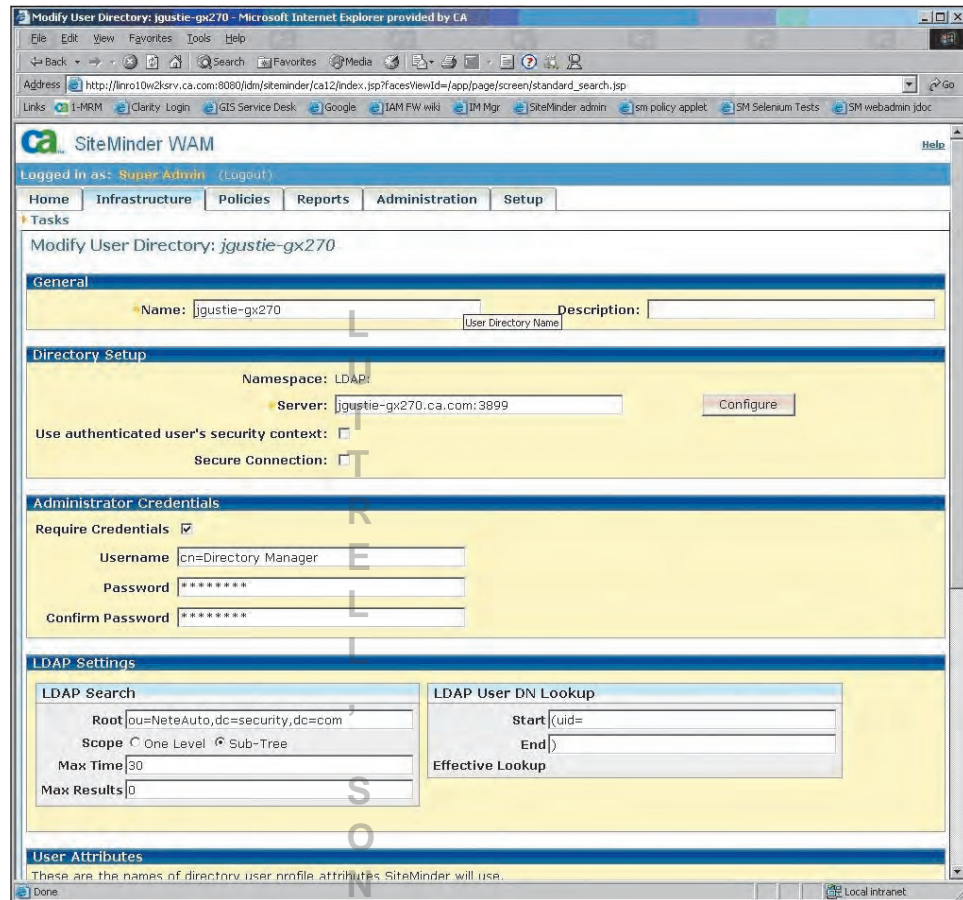 Modify User Directory: jgustie-gx270 - Microsoft Internet Explorer provided by CA
File Edit View Favorites Tools Help
Back Search Favorites Media
Address http://linro10w2ksrv.ca.com:8080/idm/siteminder/ca12/index.jsp?facesViewId=/app/page/screen/standard_search.jsp Go
Links 1-MRM Clarity Login GIS Service Desk Google IAM FW wiki IM Mgr SiteMinder admin sm policy applet SM Selenium Tests SM webadmin jdoc
ca SiteMinder WAM Help
Logged in as: Super Admin (Logout)
Home Infrastructure Policies Reports Administration Setup
Tasks
Modify User Directory: jgustie-gx270
General
Name: jgustie-gx270 Description:
User Directory Name
Directory Setup
Namespace: LDAP:
Server: jgustie-gx270.ca.com:3899 Configure
Use authenticated user's security context:
Secure Connection:
Administrator Credentials
Require Credentials
Username cn=Directory Manager
Password ********
Confirm Password ********
LDAP Settings
LDAP Search LDAP User DN Lookup
Root ou=NeteAuto,dc=security,dc=com Start (uid=
Scope One Level Sub-Tree End )
Max Time 30 Effective Lookup
Max Results 0
User Attributes
These are the names of directory user profile attributes SiteMinder will use.
Done Local intranet
LUTTRELL, SON